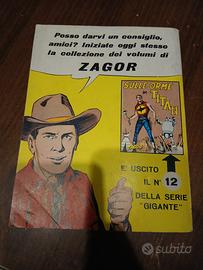 Posso darvi un consiglio,
amici? Iniziate oggi stesso
la collezione dei volumi di
ZAGOR
SULLE ORME
TITAN
E' USCITO
IL N° 12
DELLA SERIE
"GIGANTE"
subito